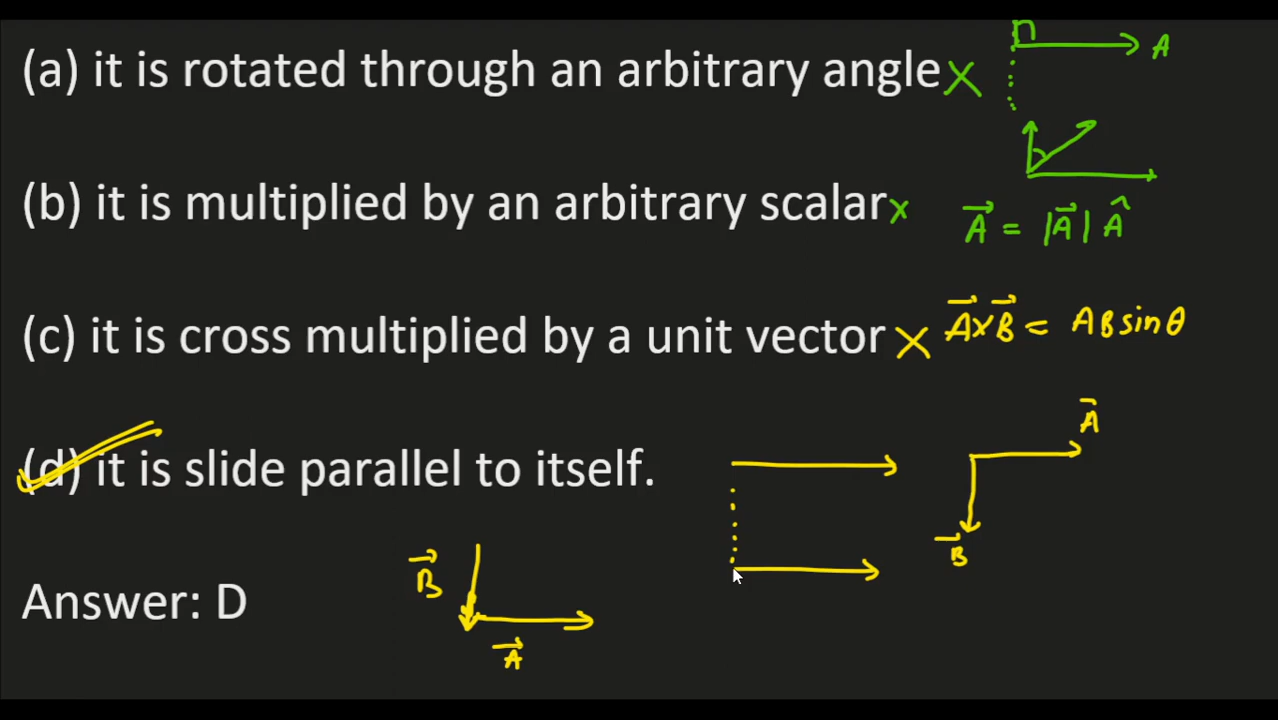 (a) it is rotated through an arbitrary angle X
A
(b) it is multiplied by an arbitrary scalar x
A⃗ = |A⃗| Â
(c) it is cross multiplied by a unit vector X A⃗ x B⃗ = AB sin θ
A⃗
(d) it is slide parallel to itself.
B⃗
B⃗
Answer: D
A⃗